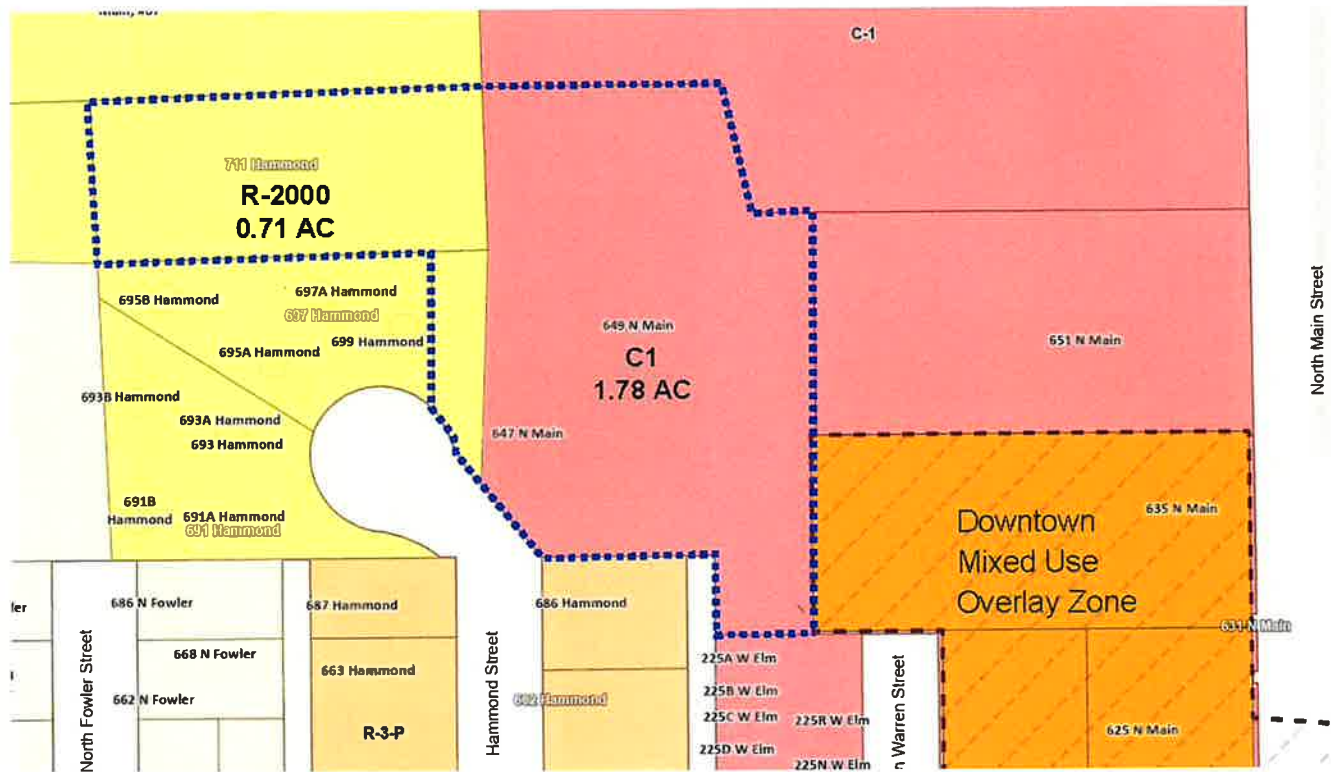 C-1
711 Hammond
R-2000
0.71 AC
695B Hammond
697A Hammond
697 Hammond
699 Hammond
695A Hammond
693B Hammond
693A Hammond
693 Hammond
691B
Hammond
691A Hammond
691 Hammond
649 N Main
C1
1.78 AC
647 N Main
651 N Main
North Main Street
635 N Main
Downtown
Mixed Use
Overlay Zone
631 N Main
625 N Main
686 N Fowler
668 N Fowler
662 N Fowler
North Fowler Street
687 Hammond
663 Hammond
R-3-P
Hammond Street
686 Hammond
225A W Elm
225B W Elm
225C W Elm
225D W Elm
225R W Elm
225N W Elm
Warren Street